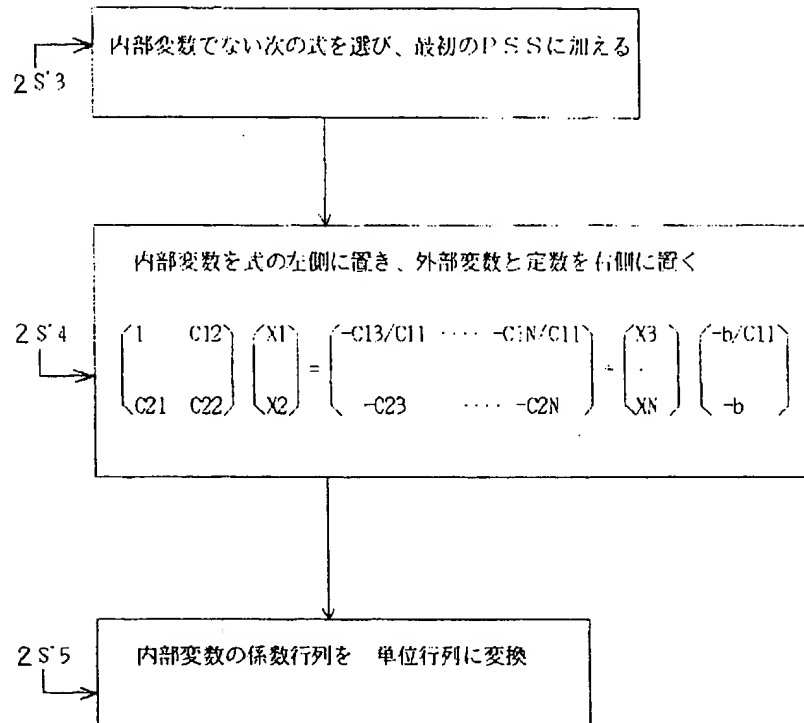 内部変数でない次の式を選び、最初のＰＳＳに加える
２S'3
内部変数を式の左側に置き、外部変数と定数を右側に置く
２S'4
1 C12 X1 = -C13/C11 ···· -C1N/C11 + X3 -b/C11
·
C21 C22 X2 -C23 ···· -C2N XN -b
２S'5
内部変数の係数行列を 単位行列に変換